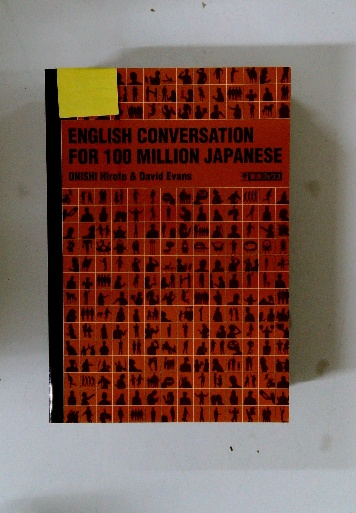 ENGLISH CONVERSATION
FOR 100 MILLION JAPANESE
ONISHI Hiroto & David Evans